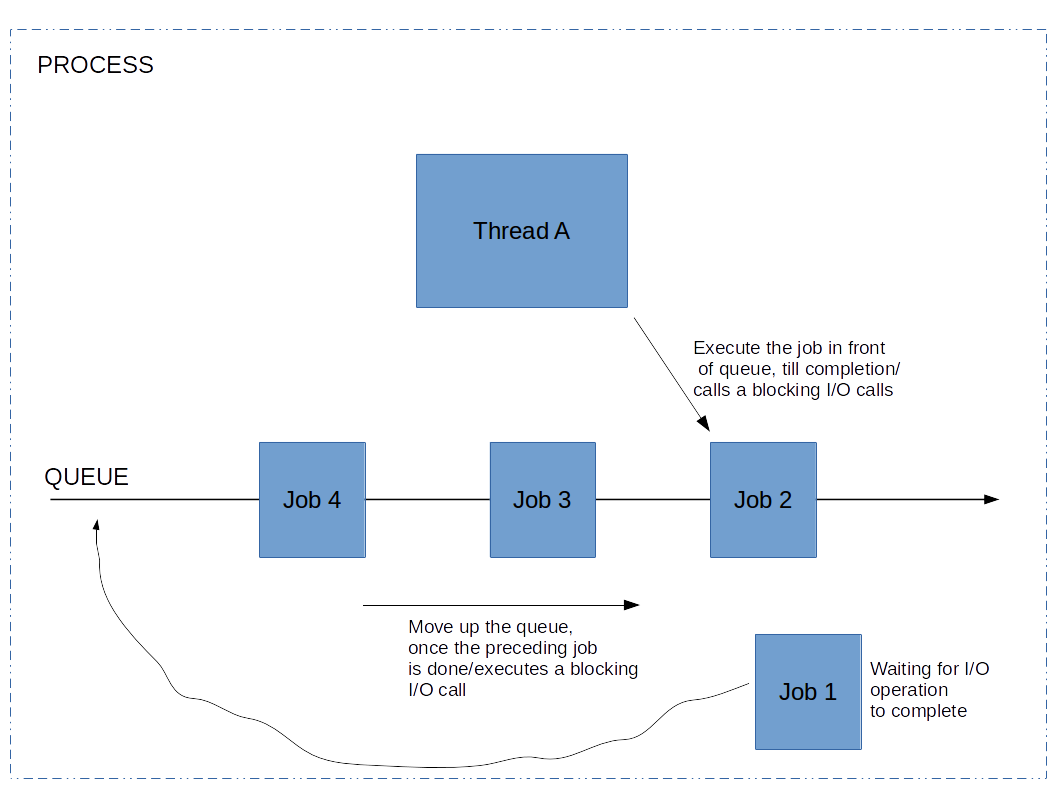 PROCESS
Thread A
Execute the job in front
of queue, till completion/
calls a blocking I/O calls
QUEUE
Job 4
Job 3
Job 2
Move up the queue,
once the preceding job
is done/executes a blocking
I/O call
Job 1
Waiting for I/O
operation
to complete